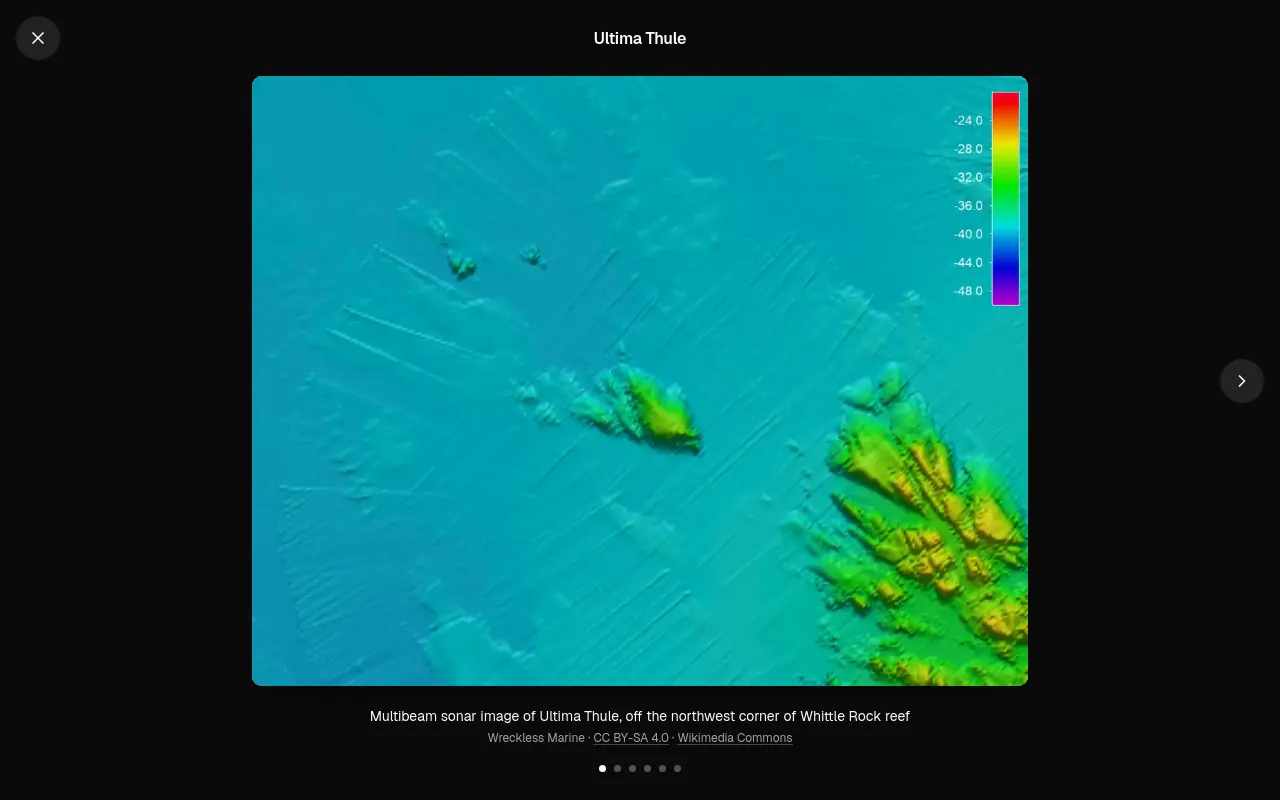 Ultima Thule
-24.0
-28.0
-32.0
-36.0
-40.0
-44.0
-48.0
Multibeam sonar image of Ultima Thule, off the northwest corner of Whittle Rock reef
Wreckless Marine · CC BY-SA 4.0 · Wikimedia Commons